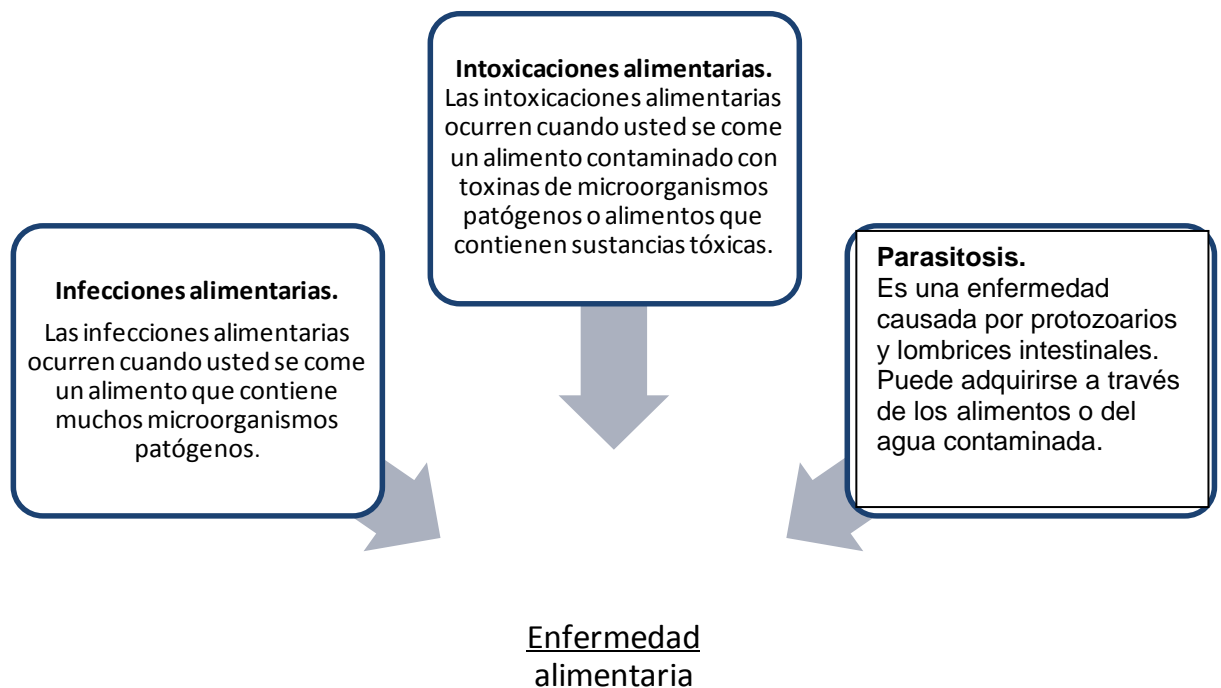 Intoxicaciones alimentarias.
Las intoxicaciones alimentarias
ocurren cuando usted se come
un alimento contaminado con
toxinas de microorganismos
patógenos o alimentos que
contienen sustancias tóxicas.
Infecciones alimentarias.
Las infecciones alimentarias
ocurren cuando usted se come
un alimento que contiene
muchos microorganismos
patógenos.
Parasitosis.
Es una enfermedad
causada por protozoarios
y lombrices intestinales.
Puede adquirirse a través
de los alimentos o del
agua contaminada.
Enfermedad
alimentaria